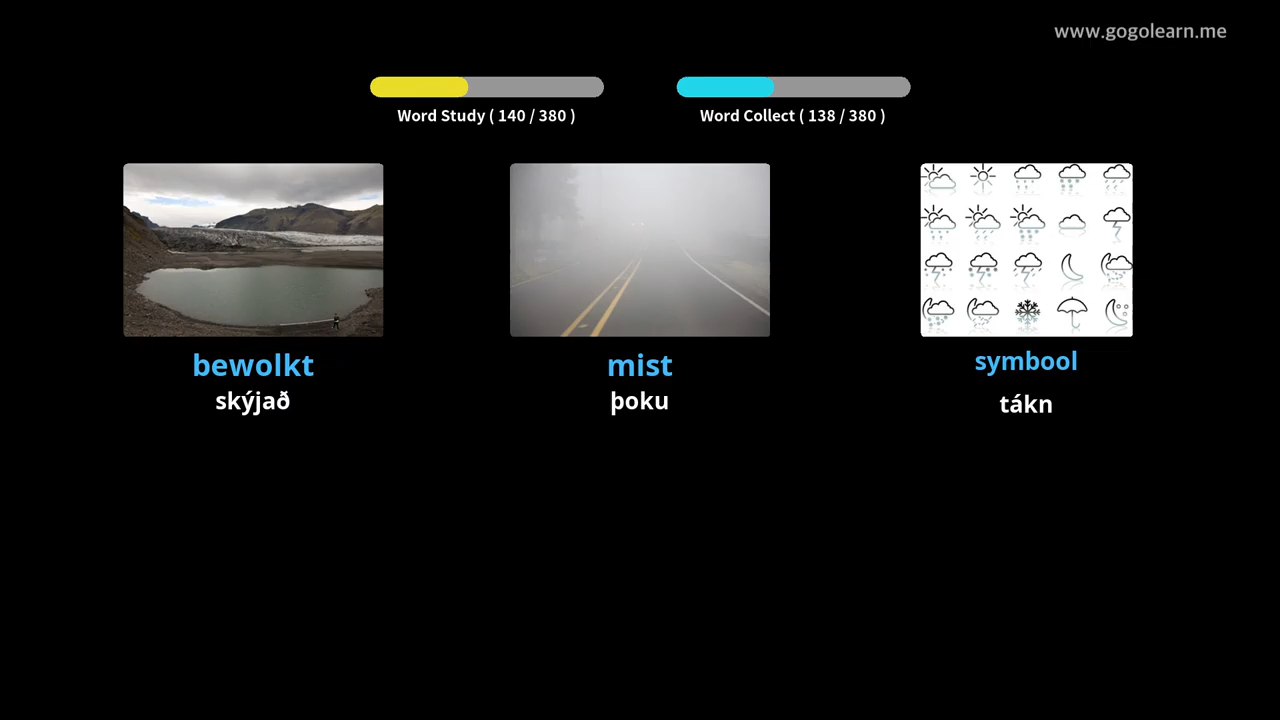 www.gogolearn.me
Word Study ( 140 / 380 )
Word Collect ( 138 / 380 )
bewolkt
skýjað
mist
þoku
symbool
tákn